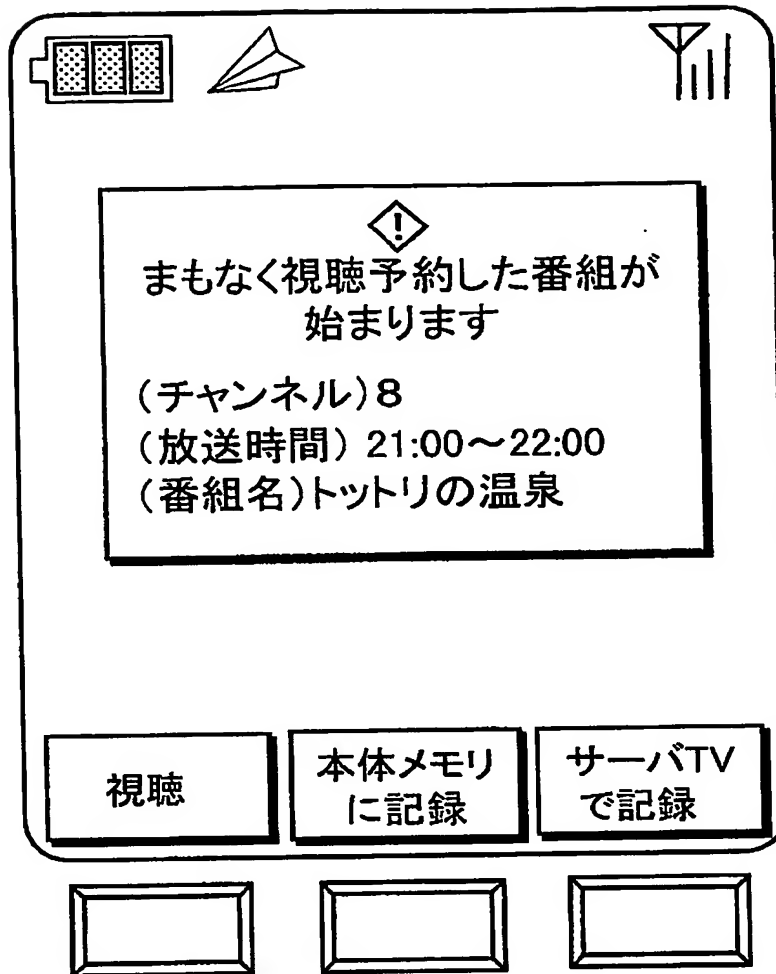 まもなく視聴予約した番組が
始まります
(チャンネル)8
(放送時間) 21:00～22:00
(番組名)トットリの温泉
視聴
本体メモリ
に記録
サーバTV
で記録